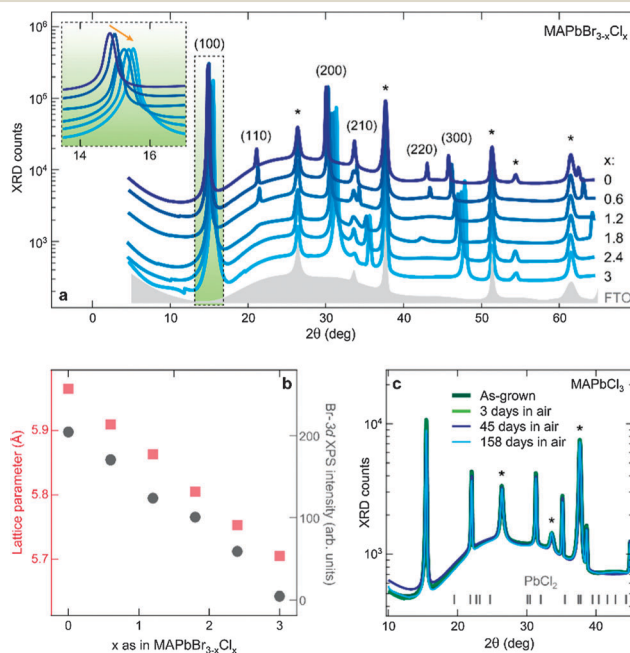 MAPbBr3-xClx
(100)
(200)
(110)
(210)
(220)
(300)
* * * * *
x:
0
0.6
1.2
1.8
2.4
3
FTO
14 16
10⁶
10⁵
10⁴
10³
XRD counts
a
0 10 20 30 40 50 60
2θ (deg)
b
5.9
5.8
5.7
Lattice parameter (Å)
200
100
0
Br-3d XPS
intensity (arb. units)
0 1 2 3
x as in MAPbBr3-xClx
c
MAPbCl3
As-grown
3 days in air
45 days in air
158 days in air
* * *
10⁴
10³
XRD counts
PbCl2
10 20 30 40
2θ (deg)